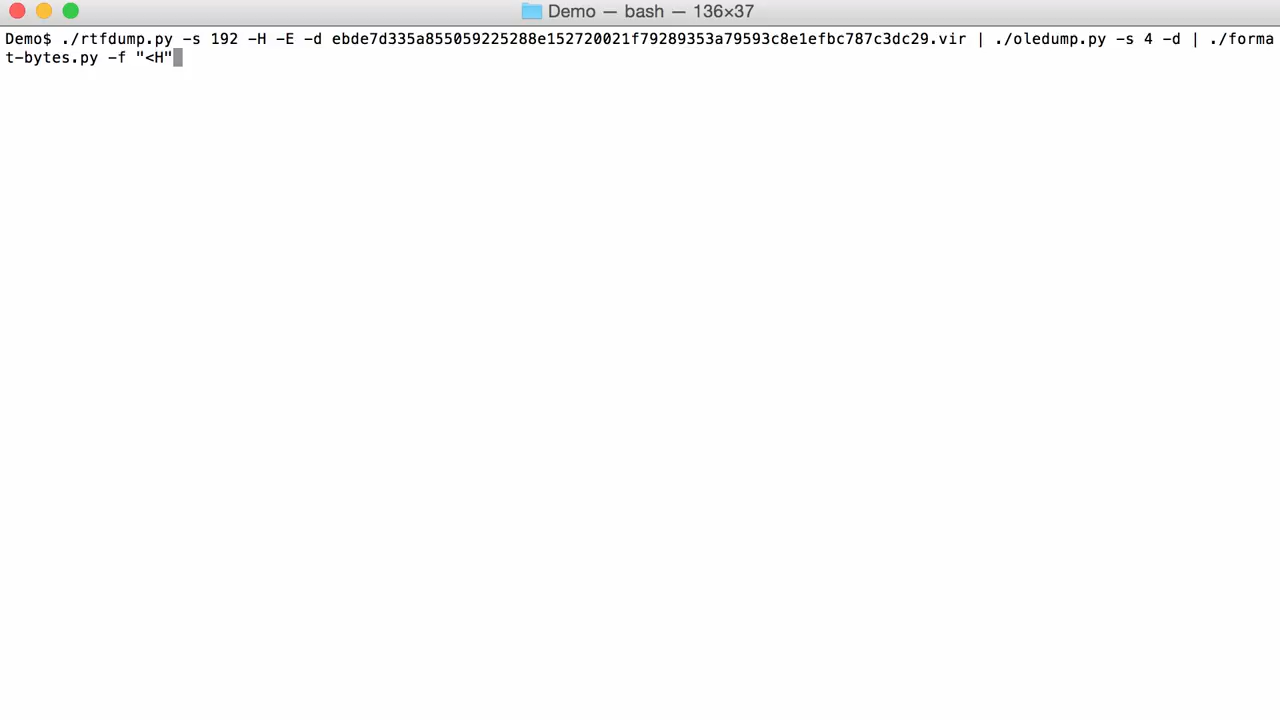 Demo — bash — 136×37
Demo$ ./rtfdump.py -s 192 -H -E -d ebde7d335a855059225288e152720021f79289353a79593c8e1efbc787c3dc29.vir | ./oledump.py -s 4 -d | ./forma
t-bytes.py -f "<H"